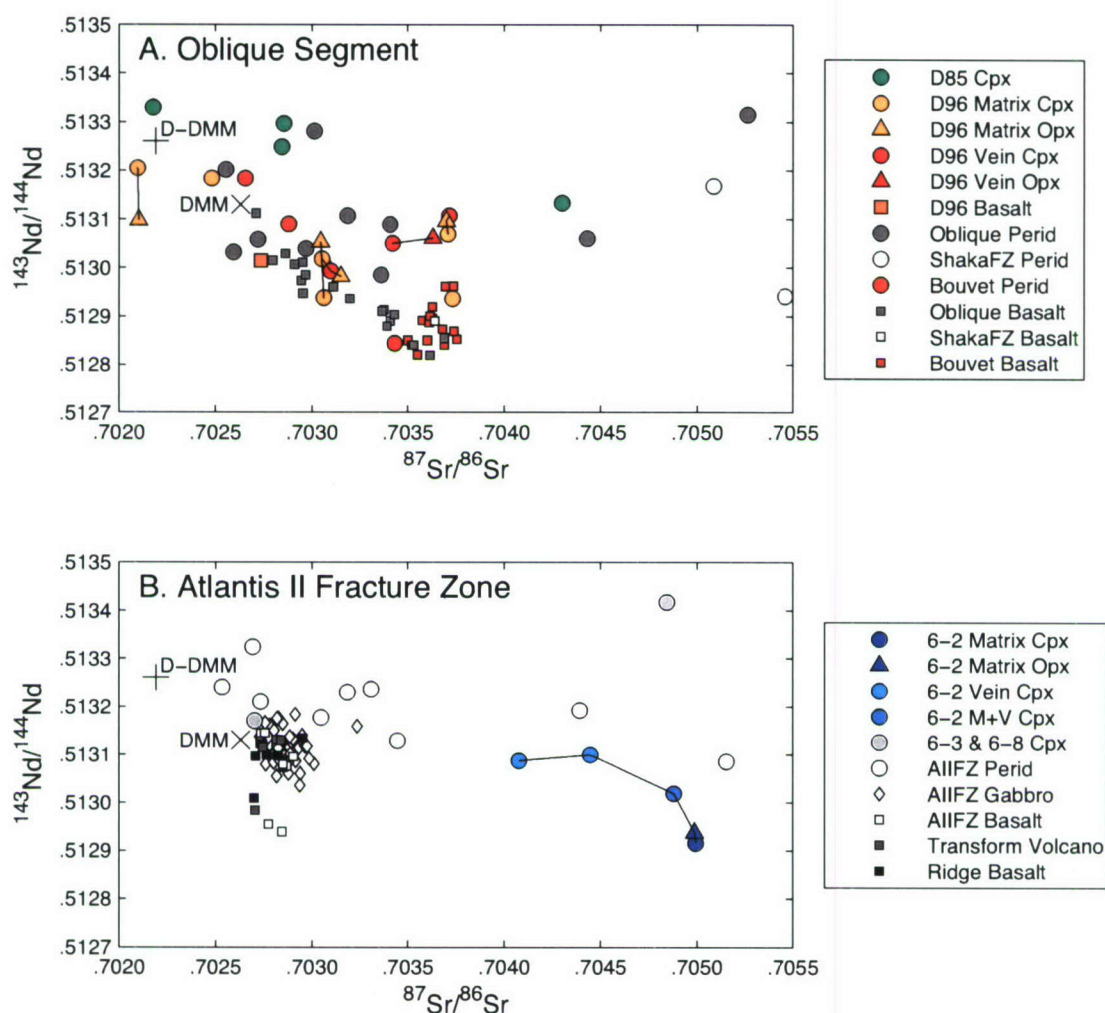 A. Oblique Segment
.5135
.5134
.5133
.5132
.5131
.5130
.5129
.5128
.5127
143Nd/144Nd
D-DMM
DMM
.7020 .7025 .7030 .7035 .7040 .7045 .7050 .7055
87Sr/86Sr
D85 Cpx
D96 Matrix Cpx
D96 Matrix Opx
D96 Vein Cpx
D96 Vein Opx
D96 Basalt
Oblique Perid
ShakaFZ Perid
Bouvet Perid
Oblique Basalt
ShakaFZ Basalt
Bouvet Basalt
B. Atlantis II Fracture Zone
.5135
.5134
.5133
.5132
.5131
.5130
.5129
.5128
.5127
143Nd/144Nd
D-DMM
DMM
.7020 .7025 .7030 .7035 .7040 .7045 .7050 .7055
87Sr/86Sr
6-2 Matrix Cpx
6-2 Matrix Opx
6-2 Vein Cpx
6-2 M+V Cpx
6-3 & 6-8 Cpx
AIIFZ Perid
AIIFZ Gabbro
AIIFZ Basalt
Transform Volcano
Ridge Basalt